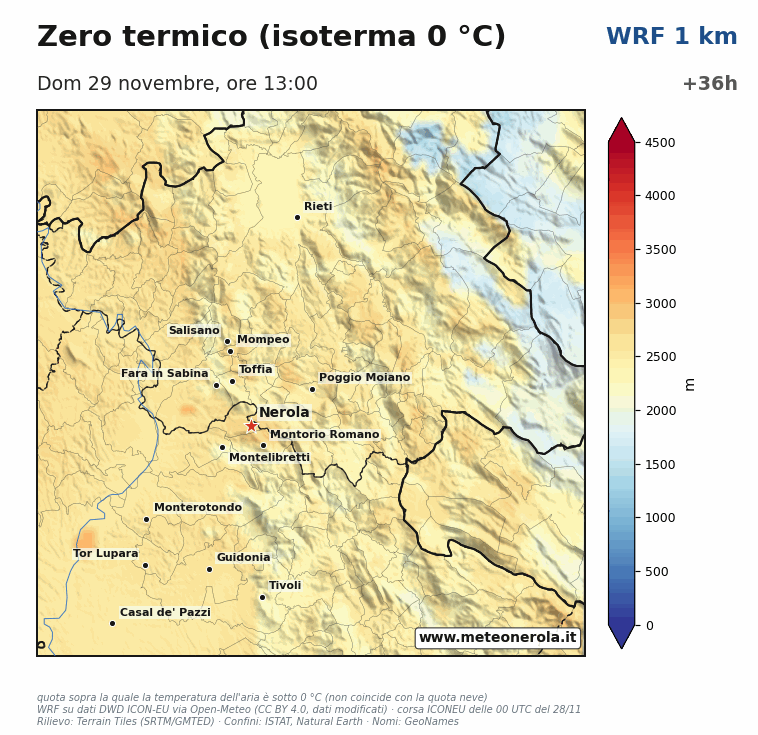 Zero termico (isoterma 0 °C)
WRF 1 km
Dom 29 novembre, ore 13:00
+36h
4500
4000
3500
3000
2500
2000
1500
1000
500
0
m
Rieti
Salisano
Mompeo
Toffia
Fara in Sabina
Poggio Moiano
Nerola
Montorio Romano
Montelibretti
Monterotondo
Tor Lupara
Guidonia
Tivoli
Casal de' Pazzi
www.meteonerola.it
quota sopra la quale la temperatura dell'aria è sotto 0 °C (non coincide con la quota neve)
WRF su dati DWD ICON-EU via Open-Meteo (CC BY 4.0, dati modificati) · corsa ICONEU delle 00 UTC del 28/11
Rilievo: Terrain Tiles (SRTM/GMTED) · Confini: ISTAT, Natural Earth · Nomi: GeoNames